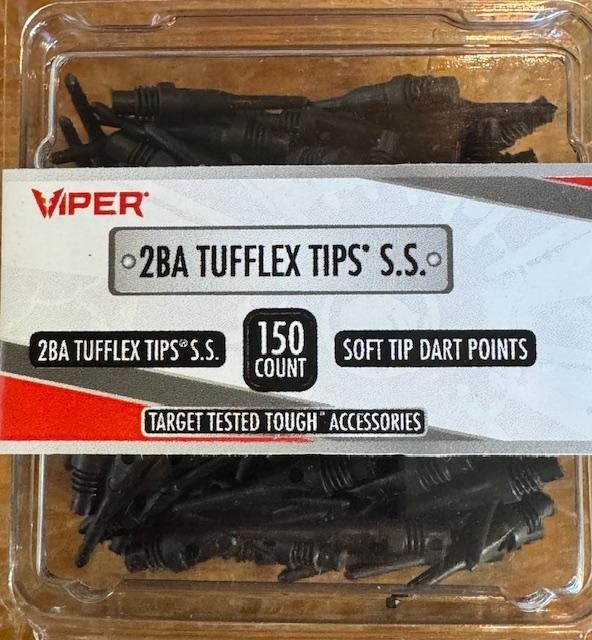 VIPER®
2BA TUFFLEX TIPS® S.S.
2BA TUFFLEX TIPS® S.S.
150
COUNT
SOFT TIP DART POINTS
TARGET TESTED TOUGH™ ACCESSORIES